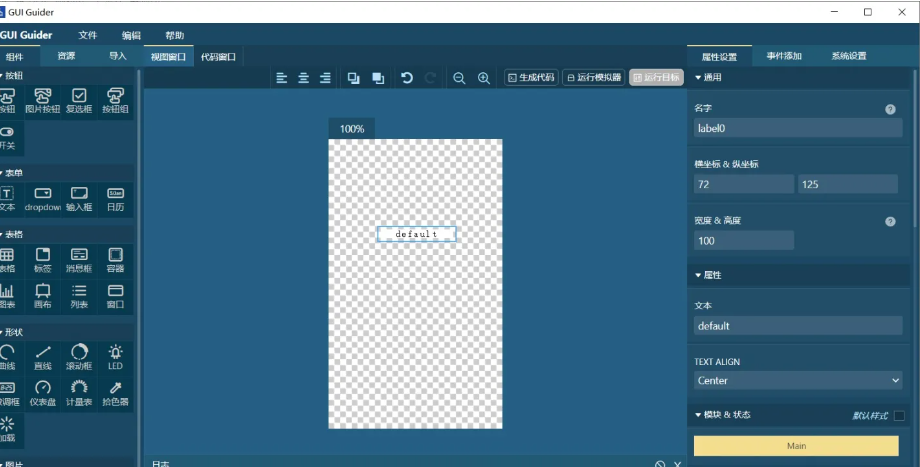 GUI Guider
GUI Guider 文件 编辑 帮助
组件 资源 导入 视图窗口 代码窗口 属性设置 事件添加 系统设置
按钮 生成代码 运行模拟器 运行目标 通用
按钮 图片按钮 复选框 按钮组
名字
label0
开关
100%
横坐标 & 纵坐标
表单
72 125
文本 dropdown 输入框 日历
宽度 & 高度
表格
default
100
表格 标签 消息框 容器
属性
图表 画布 列表 窗口
文本
形状
default
曲线 直线 滚动框 LED
TEXT ALIGN
Center
微调框 仪表盘 计量表 拾色器
模块 & 状态 默认样式
加载
Main
图片 日志